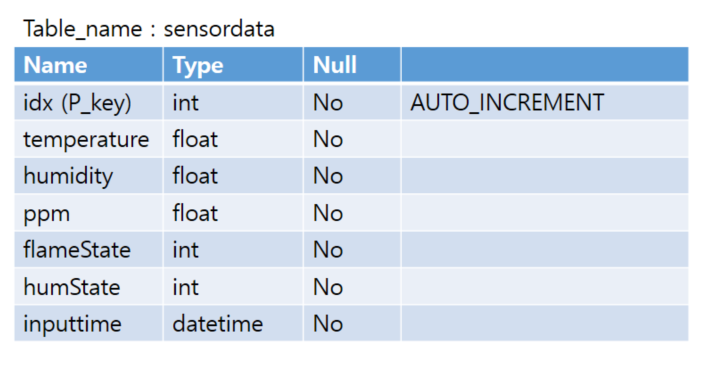 Table_name : sensordata
Name Type Null
idx (P_key) int No AUTO_INCREMENT
temperature float No
humidity float No
ppm float No
flameState int No
humState int No
inputtime datetime No